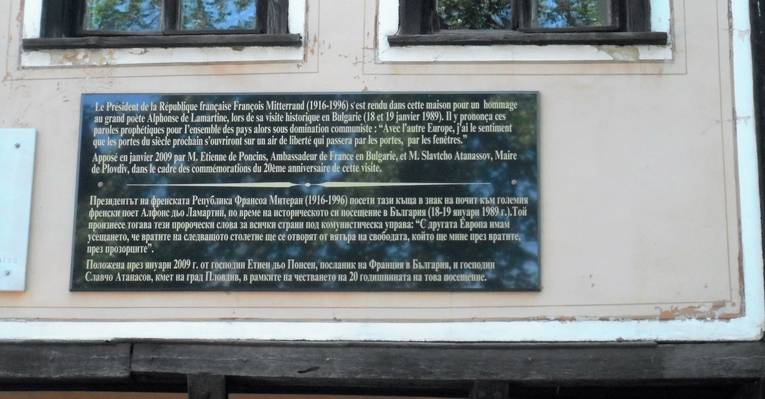 Le Président de la République française François Mitterrand (1916-1996) s'est rendu dans cette maison pour un hommage
au grand poète Alphonse de Lamartine, lors de sa visite historique en Bulgarie (18 et 19 janvier 1989). Il y prononça ces
paroles prophétiques pour l'ensemble des pays alors sous domination communiste : “Avec l'autre Europe, j'ai le sentiment
que les portes du siècle prochain s'ouvriront sur un air de liberté qui passera par les portes, par les fenêtres.”
Apposé en janvier 2009 par M. Etienne de Poncins, Ambassadeur de France en Bulgarie, et M. Slavtcho Atanassov, Maire
de Plovdiv, dans le cadre des commémorations du 20ème anniversaire de cette visite.
Президентът на френската Република Франсоа Митеран (1916-1996) посети тази къща в знак на почит към големия
френски поет Алфонс дьо Ламартин, по време на историческото си посещение в България (18-19 януари 1989 г.).Той
произнесе тогава тези пророчески слова за всички страни под комунистическа управа: “С другата Европа имам
усещането, че вратите на следващото столетие ще се отворят от вятъра на свободата, който ще мине през вратите,
през прозорците”.
Положена през януари 2009 г. от господин Етиен дьо Понсен, посланик на Франция в България, и господин
Славчо Атанасов, кмет на град Пловдив, в рамките на честването на 20 годишнината на това посещение.